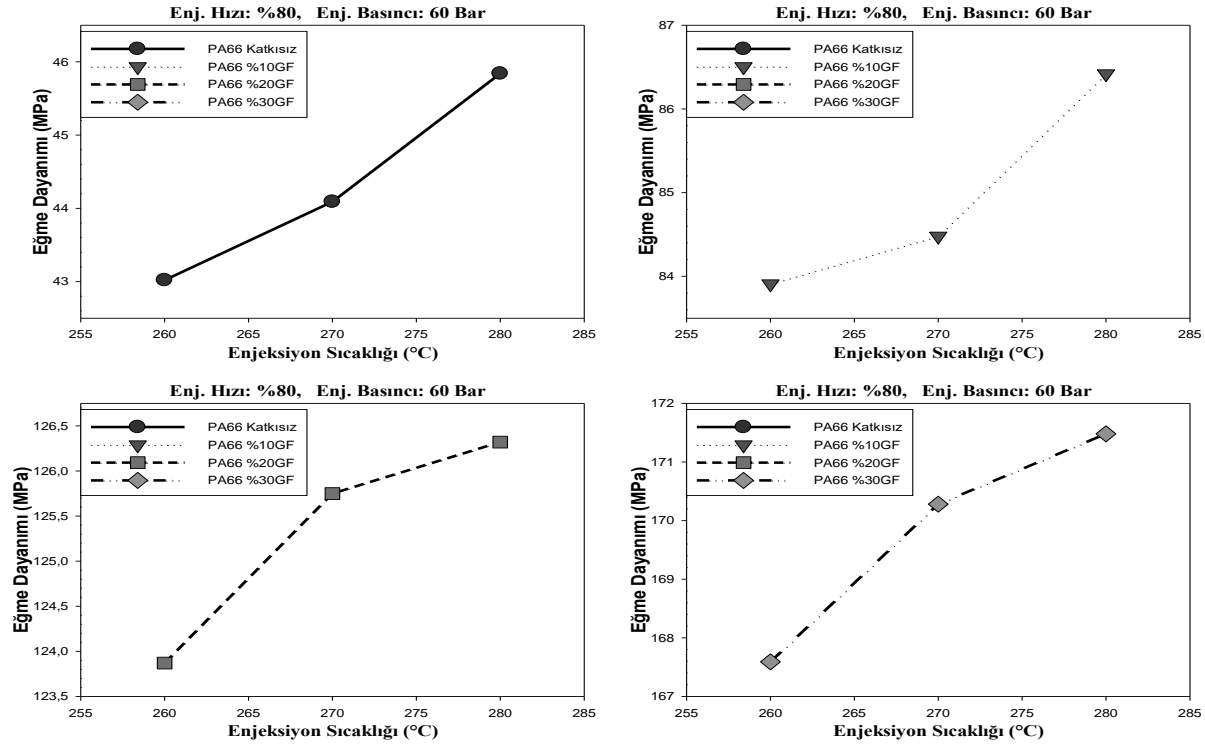 Enj. Hızı: %80, Enj. Basıncı: 60 Bar
PA66 Katkısız
PA66 %10GF
PA66 %20GF
PA66 %30GF
Eğme Dayanımı (MPa)
46
45
44
43
255 260 265 270 275 280 285
Enjeksiyon Sıcaklığı (°C)
Enj. Hızı: %80, Enj. Basıncı: 60 Bar
PA66 Katkısız
PA66 %10GF
PA66 %20GF
PA66 %30GF
Eğme Dayanımı (MPa)
87
86
85
84
255 260 265 270 275 280 285
Enjeksiyon Sıcaklığı (°C)
Enj. Hızı: %80, Enj. Basıncı: 60 Bar
PA66 Katkısız
PA66 %10GF
PA66 %20GF
PA66 %30GF
Eğme Dayanımı (MPa)
126,5
126,0
125,5
125,0
124,5
124,0
123,5
255 260 265 270 275 280 285
Enjeksiyon Sıcaklığı (°C)
Enj. Hızı: %80, Enj. Basıncı: 60 Bar
PA66 Katkısız
PA66 %10GF
PA66 %20GF
PA66 %30GF
Eğme Dayanımı (MPa)
172
171
170
169
168
167
255 260 265 270 275 280 285
Enjeksiyon Sıcaklığı (°C)